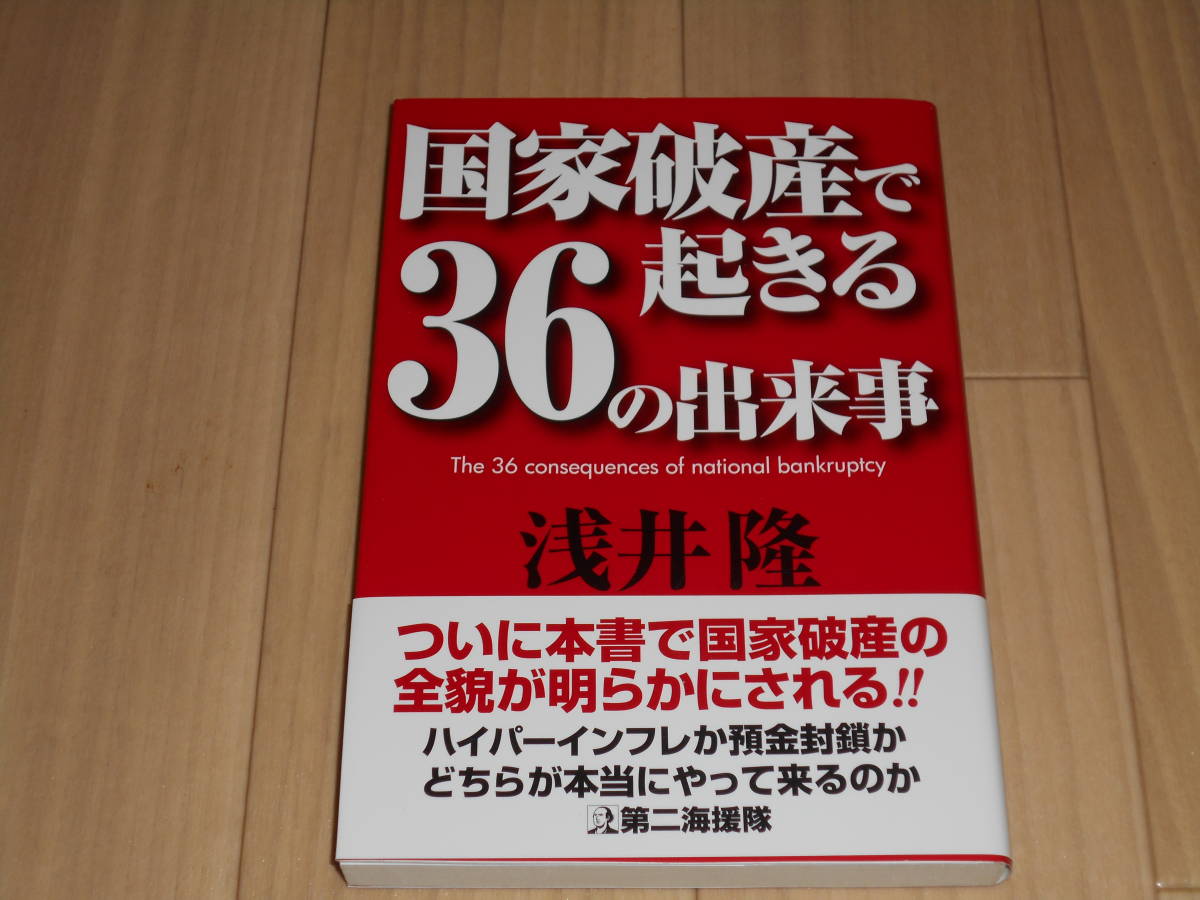 国家破産で
起きる
36の出来事
The 36 consequences of national bankruptcy
浅井隆
ついに本書で国家破産の
全貌が明らかにされる!!
ハイパーインフレか預金封鎖か
どちらが本当にやって来るのか
第二海援隊